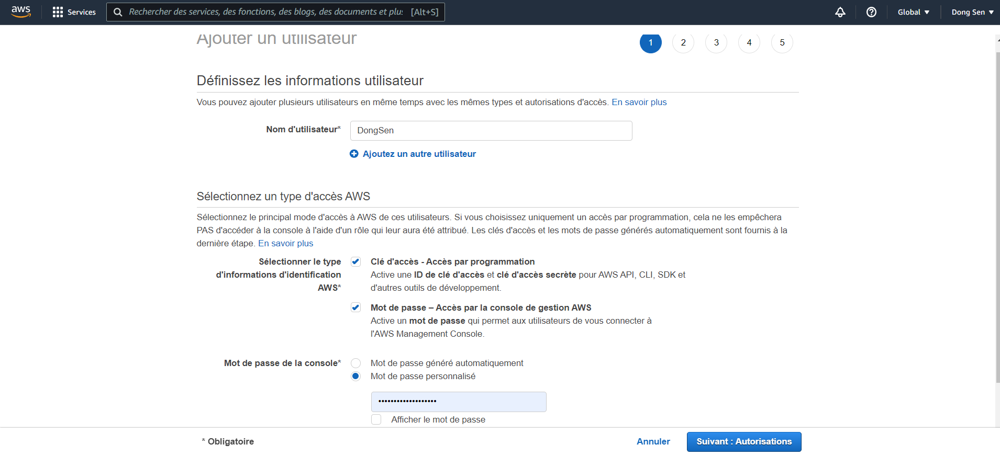 aws Services Rechercher des services, des fonctions, des blogs, des documents et plu: [Alt+S] Global Dong Sen
Ajouter un utilisateur 1 2 3 4 5
Définissez les informations utilisateur
Vous pouvez ajouter plusieurs utilisateurs en même temps avec les mêmes types et autorisations d'accès. En savoir plus
Nom d'utilisateur* DongSen
Ajoutez un autre utilisateur
Sélectionnez un type d'accès AWS
Sélectionnez le principal mode d'accès à AWS de ces utilisateurs. Si vous choisissez uniquement un accès par programmation, cela ne les empêchera
PAS d'accéder à la console à l'aide d'un rôle qui leur aura été attribué. Les clés d'accès et les mots de passe générés automatiquement sont fournis à la
dernière étape. En savoir plus
Sélectionner le type Clé d'accès - Accès par programmation
d'informations d'identification Active une ID de clé d'accès et clé d'accès secrète pour AWS API, CLI, SDK et
AWS* d'autres outils de développement.
Mot de passe – Accès par la console de gestion AWS
Active un mot de passe qui permet aux utilisateurs de vous connecter à
l'AWS Management Console.
Mot de passe de la console* Mot de passe généré automatiquement
Mot de passe personnalisé
•••••••••••••••••••
Afficher le mot de passe
* Obligatoire Annuler Suivant : Autorisations